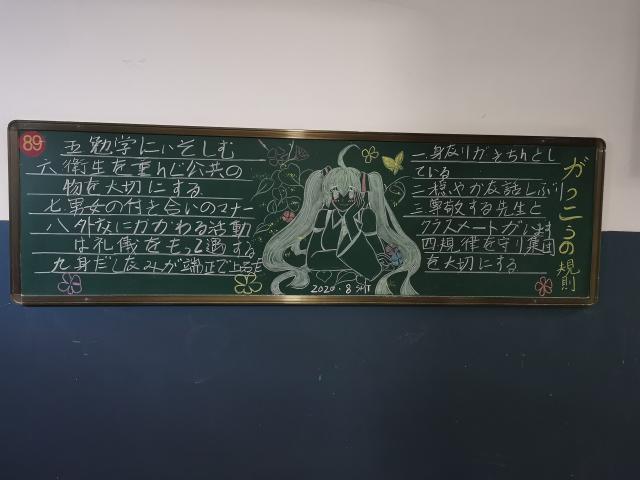 89
がっこうの規則
一.身なりがきちんとし
ている
二.穏やかな話しぶり
三.尊敬する先生と
クラスメートがいます
四.規律を守り集団
を大切にする
五.勉学にいそしむ
六.衛生を重んじ公共の
物を大切にする
七.男女の付き合いのマナー
八.外交にかかわる活動
は礼儀をもって過する
九.身だしなみが端正で上品だ
2020.8